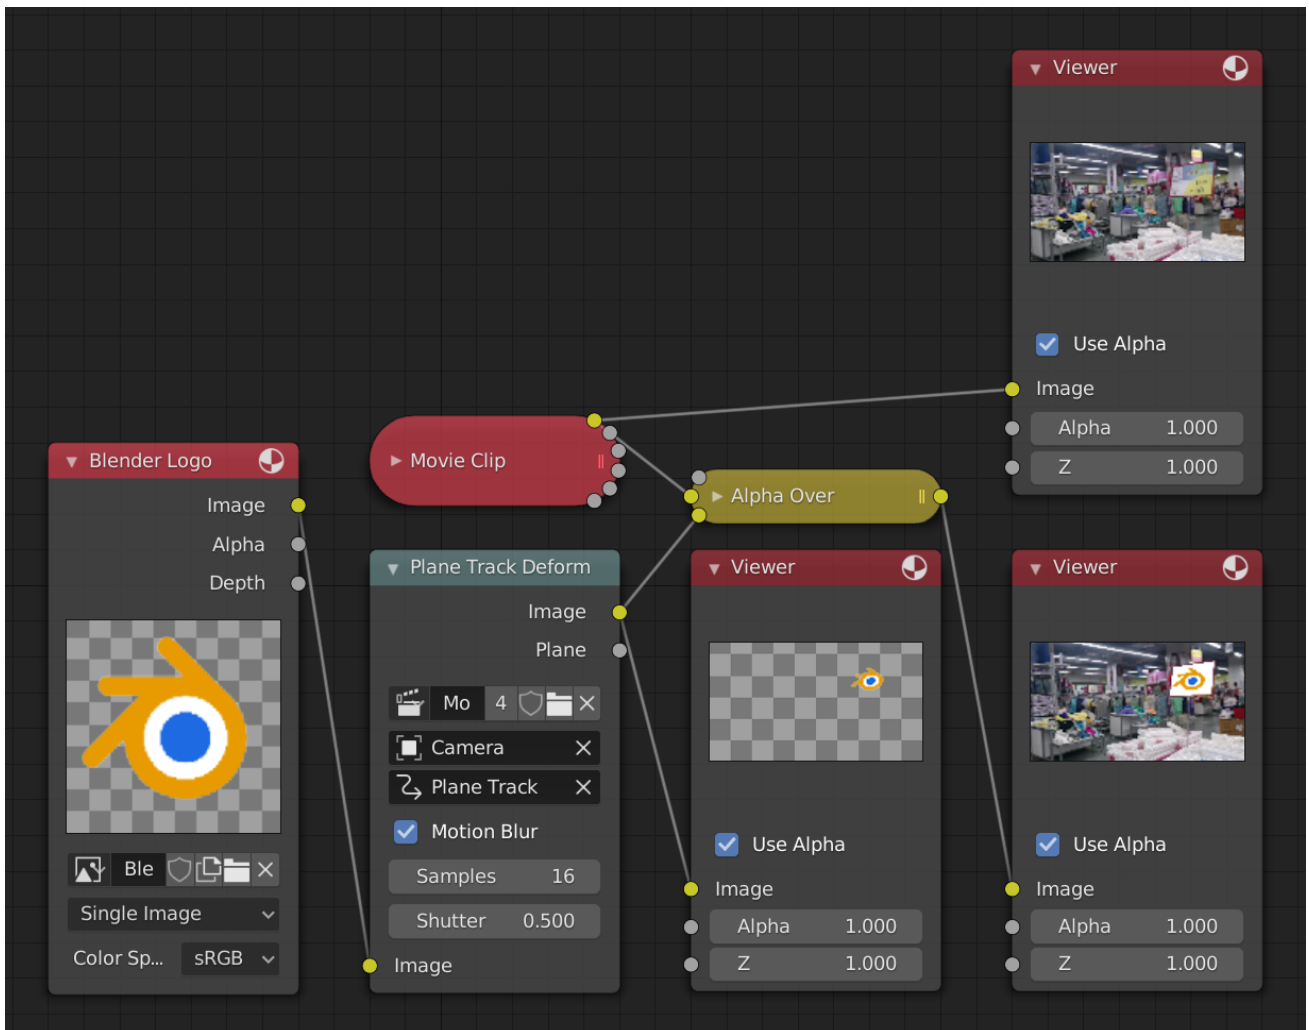 Viewer
Use Alpha
Image
Alpha 1.000
Z 1.000
Blender Logo
Image
Alpha
Depth
Ble
Single Image
Color Sp... sRGB
Movie Clip
Alpha Over
Plane Track Deform
Image
Plane
Mo 4
Camera
Plane Track
Motion Blur
Samples 16
Shutter 0.500
Image
Viewer
Use Alpha
Image
Alpha 1.000
Z 1.000
Viewer
Use Alpha
Image
Alpha 1.000
Z 1.000